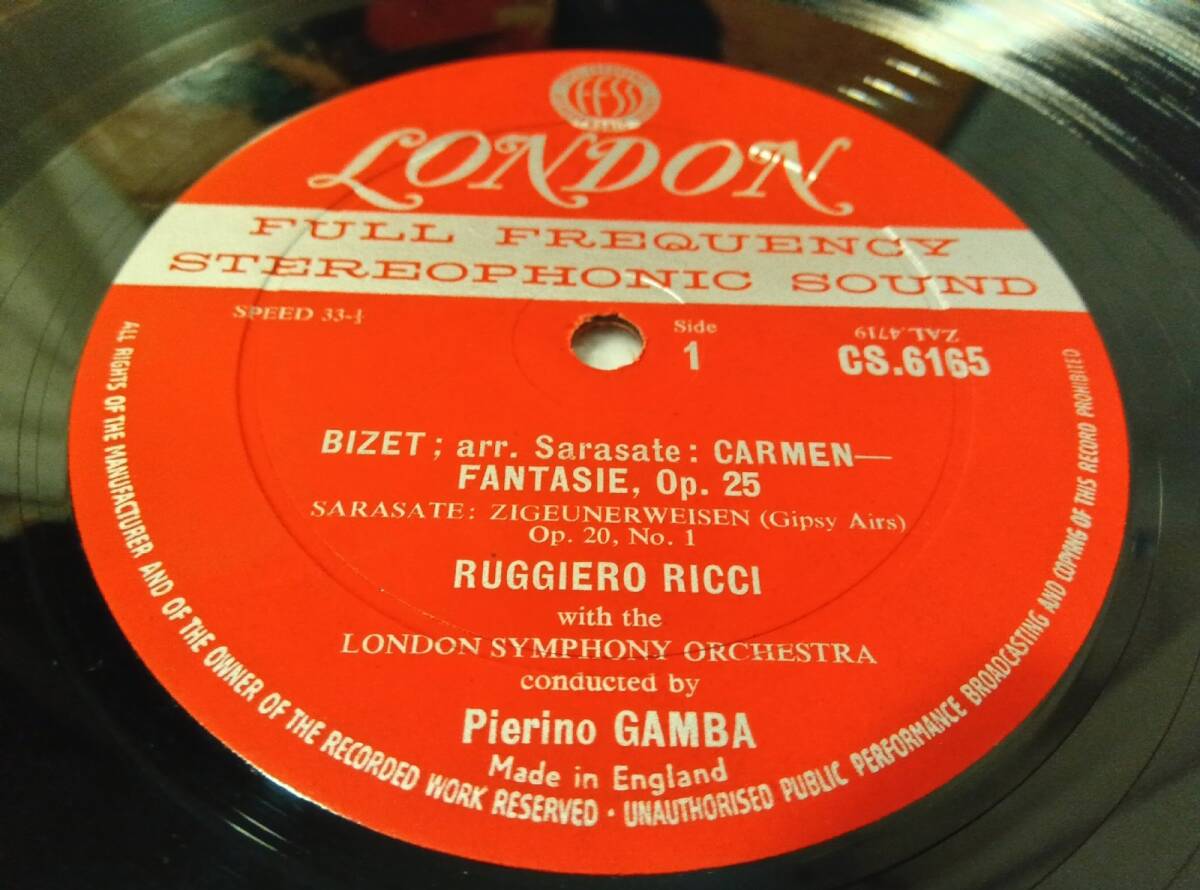 FFSS
LONDON
FULL FREQUENCY
STEREOPHONIC SOUND
SPEED 33-⅓
Side
1
ZAL.4719
CS.6165
BIZET; arr. Sarasate: CARMEN—
FANTASIE, Op. 25
SARASATE: ZIGEUNERWEISEN (Gipsy Airs)
Op. 20, No. 1
RUGGIERO RICCI
with the
LONDON SYMPHONY ORCHESTRA
conducted by
Pierino GAMBA
Made in England
ALL RIGHTS OF THE MANUFACTURER AND OF THE OWNER OF THE RECORDED WORK RESERVED · UNAUTHORISED PUBLIC PERFORMANCE BROADCASTING AND COPYING OF THIS RECORD PROHIBITED